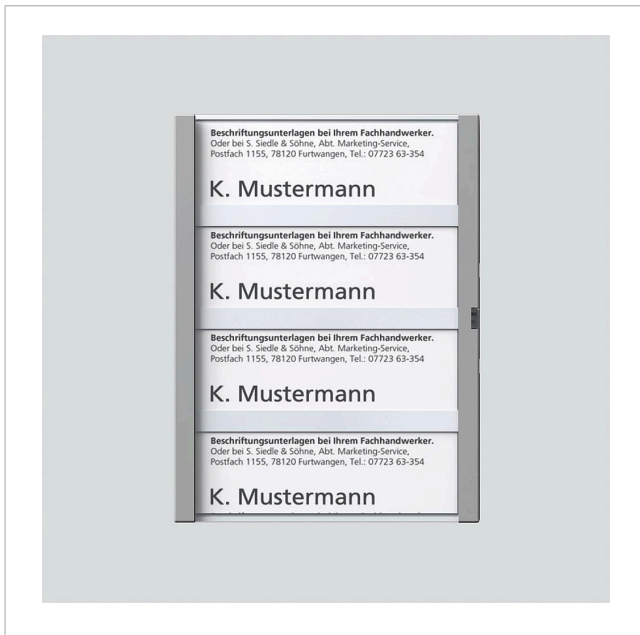 Beschriftungsunterlagen bei Ihrem Fachhandwerker.
Oder bei S. Siedle & Söhne, Abt. Marketing-Service,
Postfach 1155, 78120 Furtwangen, Tel.: 07723 63-354
K. Mustermann
Beschriftungsunterlagen bei Ihrem Fachhandwerker.
Oder bei S. Siedle & Söhne, Abt. Marketing-Service,
Postfach 1155, 78120 Furtwangen, Tel.: 07723 63-354
K. Mustermann
Beschriftungsunterlagen bei Ihrem Fachhandwerker.
Oder bei S. Siedle & Söhne, Abt. Marketing-Service,
Postfach 1155, 78120 Furtwangen, Tel.: 07723 63-354
K. Mustermann
Beschriftungsunterlagen bei Ihrem Fachhandwerker.
Oder bei S. Siedle & Söhne, Abt. Marketing-Service,
Postfach 1155, 78120 Furtwangen, Tel.: 07723 63-354
K. Mustermann